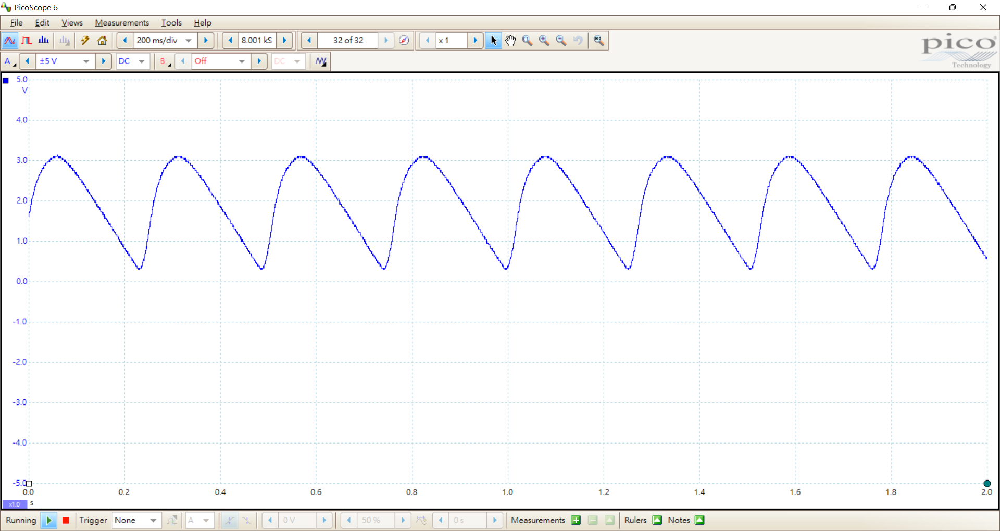 PicoScope 6
File Edit Views Measurements Tools Help
200 ms/div 8.001 kS 32 of 32 x 1
pico
Technology
A ±5 V DC B Off DC
5.0
V
4.0
3.0
2.0
1.0
0.0
-1.0
-2.0
-3.0
-4.0
-5.0
0.0 0.2 0.4 0.6 0.8 1.0 1.2 1.4 1.6 1.8 2.0
x1.0 s
Running Trigger None A 0 V 50 % 0 s Measurements Rulers Notes